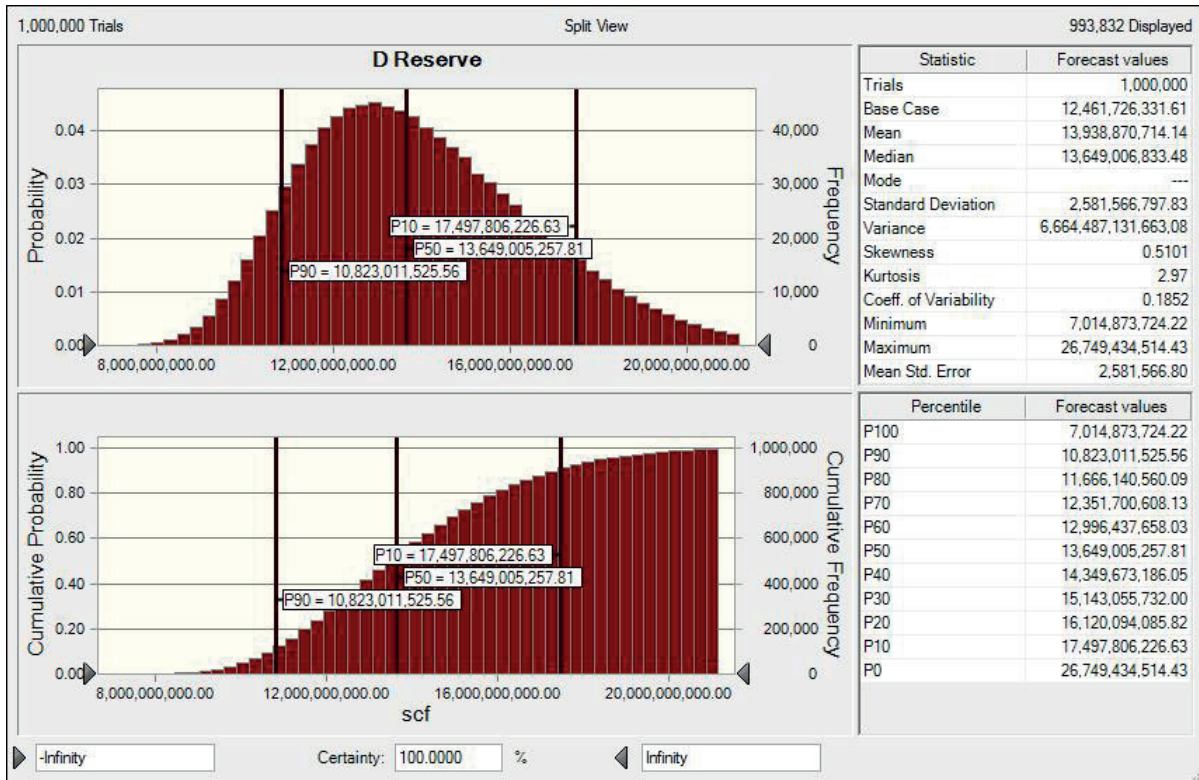 1,000,000 Trials
Split View
993,832 Displayed
D Reserve
Probability
0.04
0.03
0.02
0.01
0.00
40,000
30,000
20,000
10,000
0
Frequency
P10 = 17,497,806,226.63
P50 = 13,649,005,257.81
P90 = 10,823,011,525.56
8,000,000,000.00 12,000,000,000.00 16,000,000,000.00 20,000,000,000.00
Statistic Forecast values
Trials 1,000,000
Base Case 12,461,726,331.61
Mean 13,938,870,714.14
Median 13,649,006,833.48
Mode ---
Standard Deviation 2,581,566,797.83
Variance 6,664,487,131,663.08
Skewness 0.5101
Kurtosis 2.97
Coeff. of Variability 0.1852
Minimum 7,014,873,724.22
Maximum 26,749,434,514.43
Mean Std. Error 2,581,566.80
Cumulative Probability
1.00
0.80
0.60
0.40
0.20
0.00
1,000,000
800,000
600,000
400,000
200,000
0
Cumulative Frequency
P10 = 17,497,806,226.63
P50 = 13,649,005,257.81
P90 = 10,823,011,525.56
8,000,000,000.00 12,000,000,000.00 16,000,000,000.00 20,000,000,000.00
scf
Percentile Forecast values
P100 7,014,873,724.22
P90 10,823,011,525.56
P80 11,666,140,560.09
P70 12,351,700,608.13
P60 12,996,437,658.03
P50 13,649,005,257.81
P40 14,349,673,186.05
P30 15,143,055,732.00
P20 16,120,094,085.82
P10 17,497,806,226.63
P0 26,749,434,514.43
-Infinity Certainty: 100.0000 % Infinity